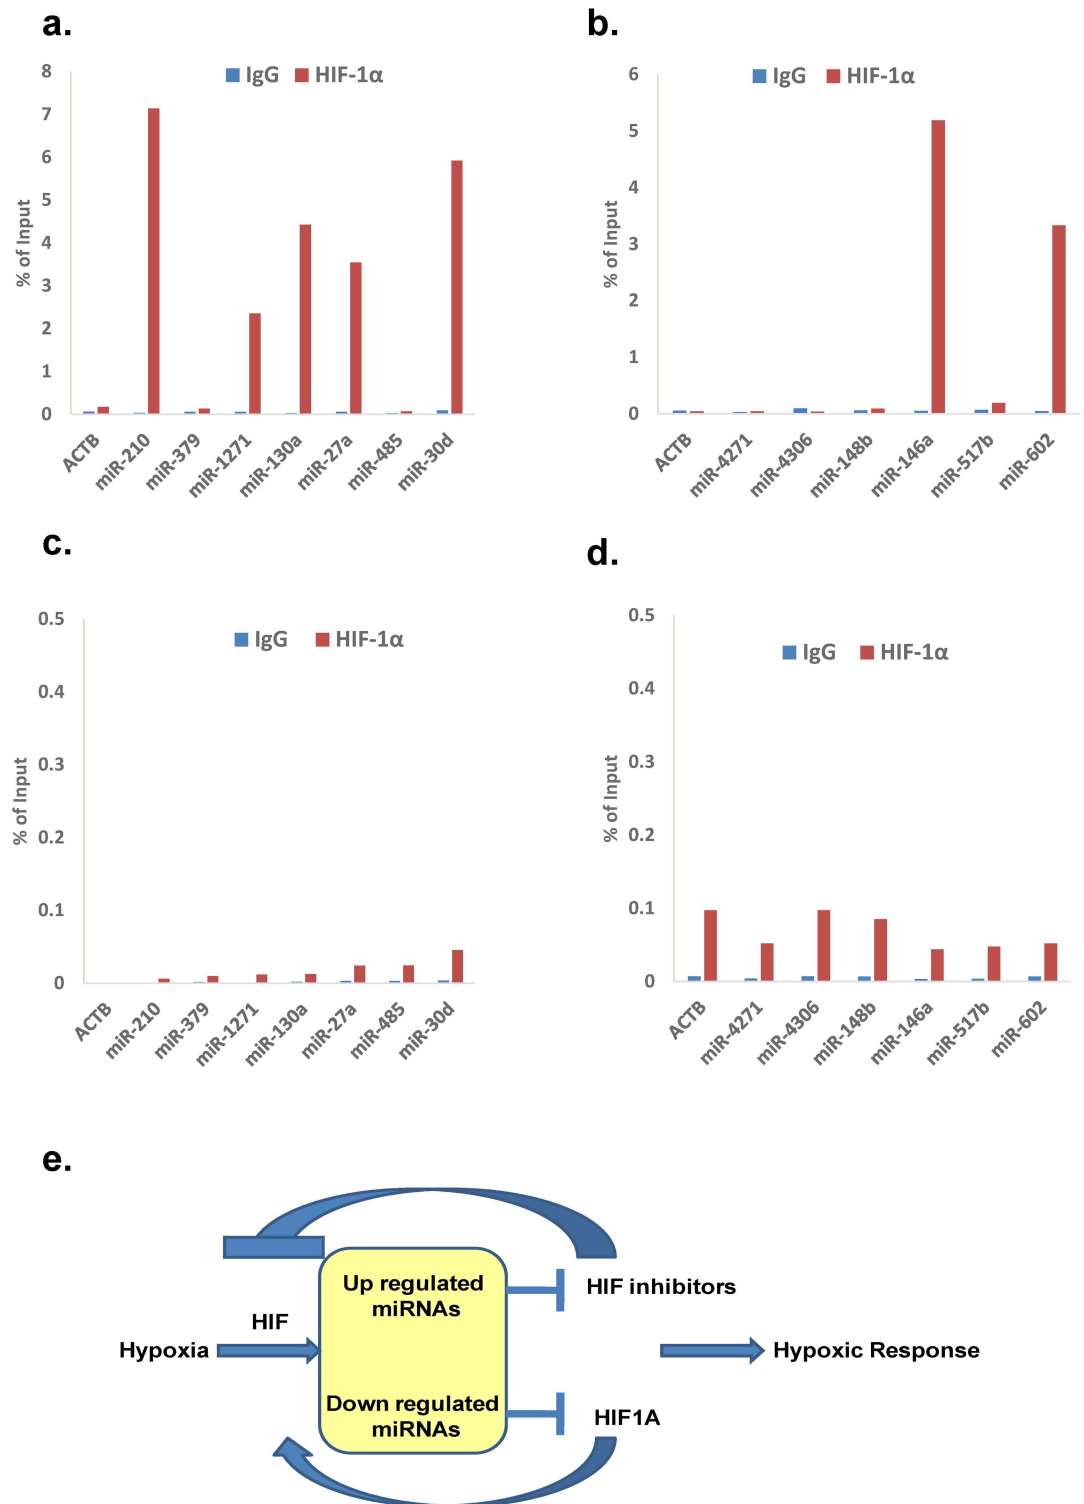 a.
IgG HIF-1α
8
7
6
5
4
3
2
1
0
% of Input
ACTB miR-210 miR-379 miR-1271 miR-130a miR-27a miR-485 miR-30d
b.
IgG HIF-1α
6
5
4
3
2
1
0
% of Input
ACTB miR-4271 miR-4306 miR-148b miR-146a miR-517b miR-602
c.
IgG HIF-1α
0.5
0.4
0.3
0.2
0.1
0
% of Input
ACTB miR-210 miR-379 miR-1271 miR-130a miR-27a miR-485 miR-30d
d.
IgG HIF-1α
0.5
0.4
0.3
0.2
0.1
0
% of Input
ACTB miR-4271 miR-4306 miR-148b miR-146a miR-517b miR-602
e.
Hypoxia
HIF
Up regulated
miRNAs
Down regulated
miRNAs
HIF inhibitors
HIF1A
Hypoxic Response